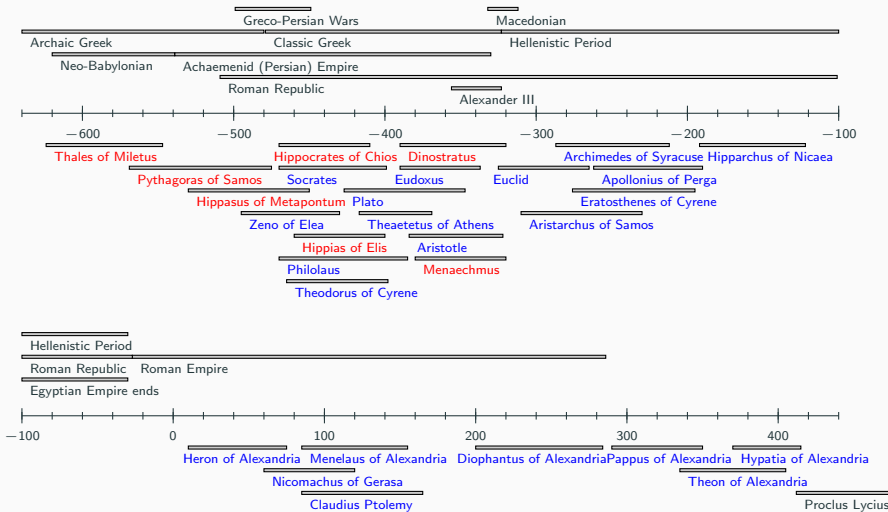 Greco-Persian Wars Macedonian
Archaic Greek Classic Greek Hellenistic Period
Neo-Babylonian Achaemenid (Persian) Empire
Roman Republic
Alexander III
−600 −500 −400 −300 −200 −100
Thales of Miletus Hippocrates of Chios Dinostratus Archimedes of Syracuse Hipparchus of Nicaea
Pythagoras of Samos Socrates Eudoxus Euclid Apollonius of Perga
Hippasus of Metapontum Plato Eratosthenes of Cyrene
Zeno of Elea Theaetetus of Athens Aristarchus of Samos
Hippias of Elis Aristotle
Philolaus Menaechmus
Theodorus of Cyrene
Hellenistic Period
Roman Republic Roman Empire
Egyptian Empire ends
−100 0 100 200 300 400
Heron of Alexandria Menelaus of Alexandria Diophantus of Alexandria Pappus of Alexandria Hypatia of Alexandria
Nicomachus of Gerasa Theon of Alexandria
Claudius Ptolemy Proclus Lycius